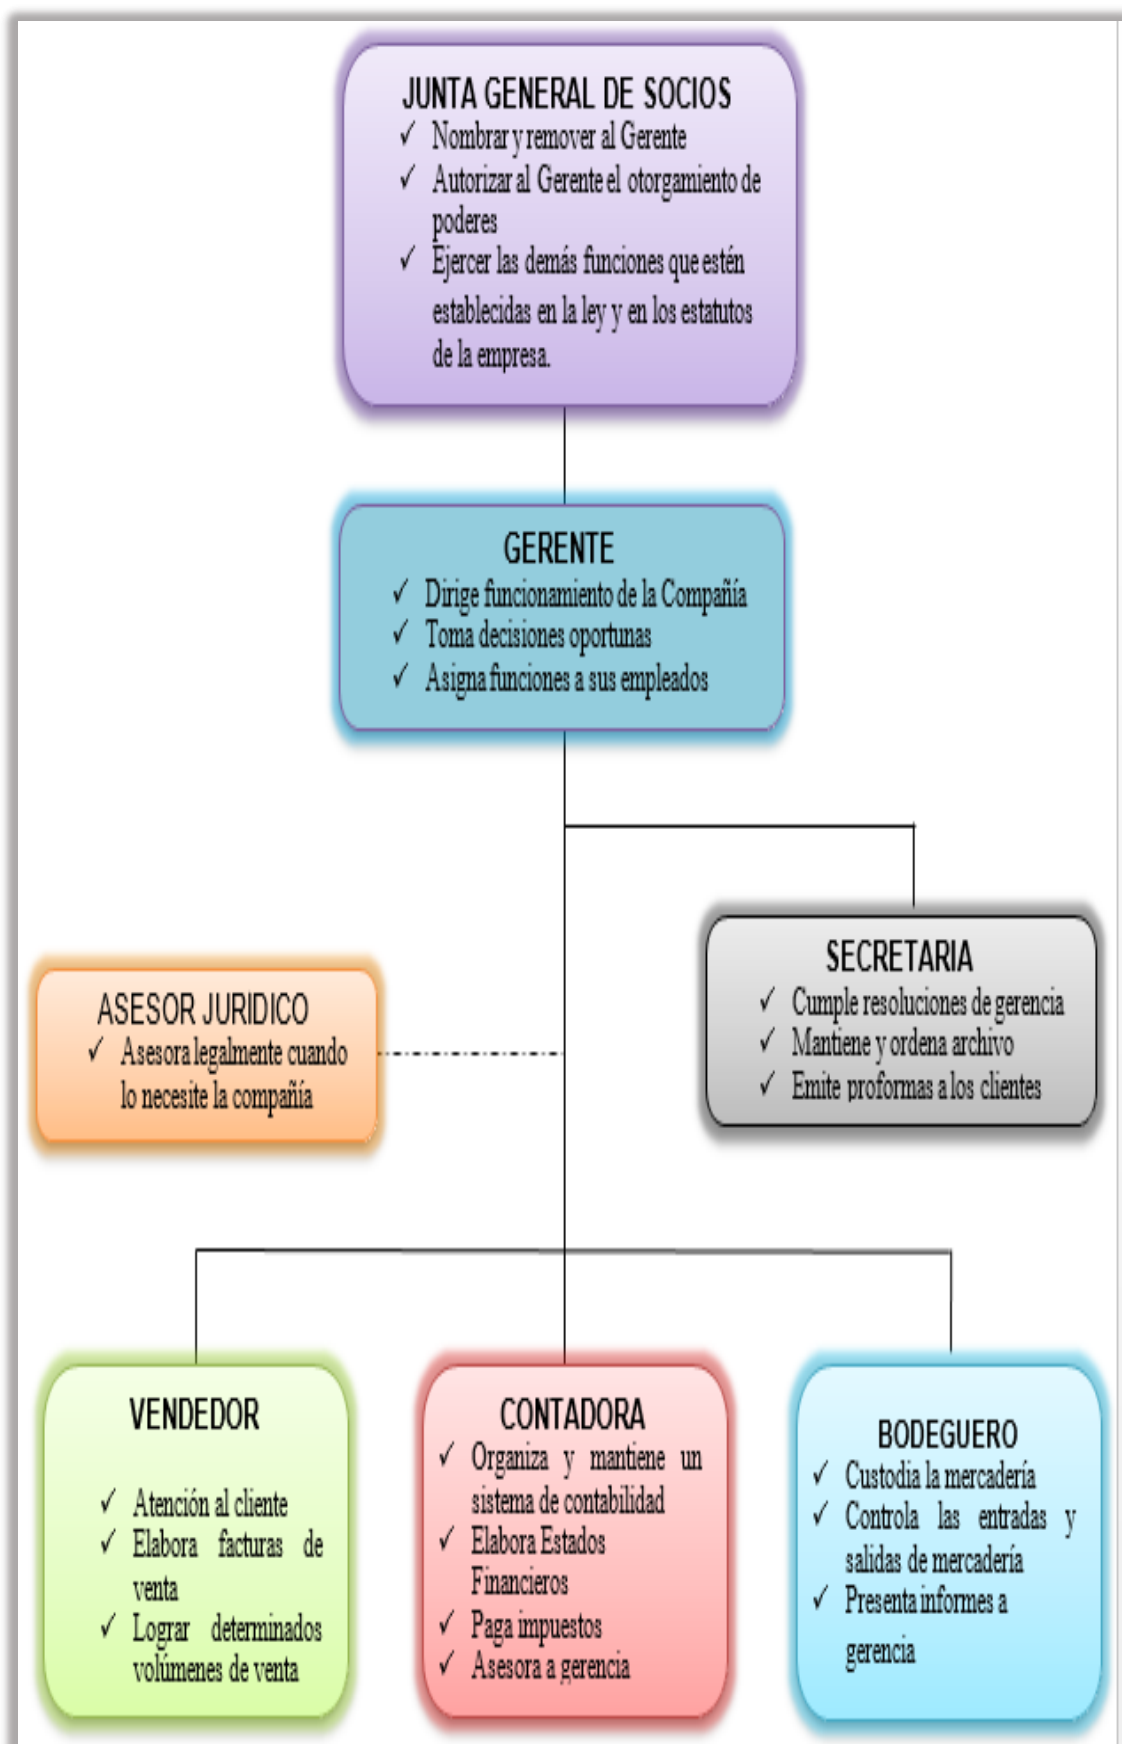 JUNTA GENERAL DE SOCIOS
✓ Nombrar y remover al Gerente
✓ Autorizar al Gerente el otorgamiento de
poderes
✓ Ejercer las demás funciones que estén
establecidas en la ley y en los estatutos
de la empresa.
GERENTE
✓ Dirige funcionamiento de la Compañía
✓ Toma decisiones oportunas
✓ Asigna funciones a sus empleados
SECRETARIA
✓ Cumple resoluciones de gerencia
✓ Mantiene y ordena archivo
✓ Emite proformas a los clientes
ASESOR JURIDICO
✓ Asesora legalmente cuando
lo necesite la compañía
VENDEDOR
✓ Atención al cliente
✓ Elabora facturas de
venta
✓ Lograr determinados
volúmenes de venta
CONTADORA
✓ Organiza y mantiene un
sistema de contabilidad
✓ Elabora Estados
Financieros
✓ Paga impuestos
✓ Asesora a gerencia
BODEGUERO
✓ Custodia la mercadería
✓ Controla las entradas y
salidas de mercadería
✓ Presenta informes a
gerencia